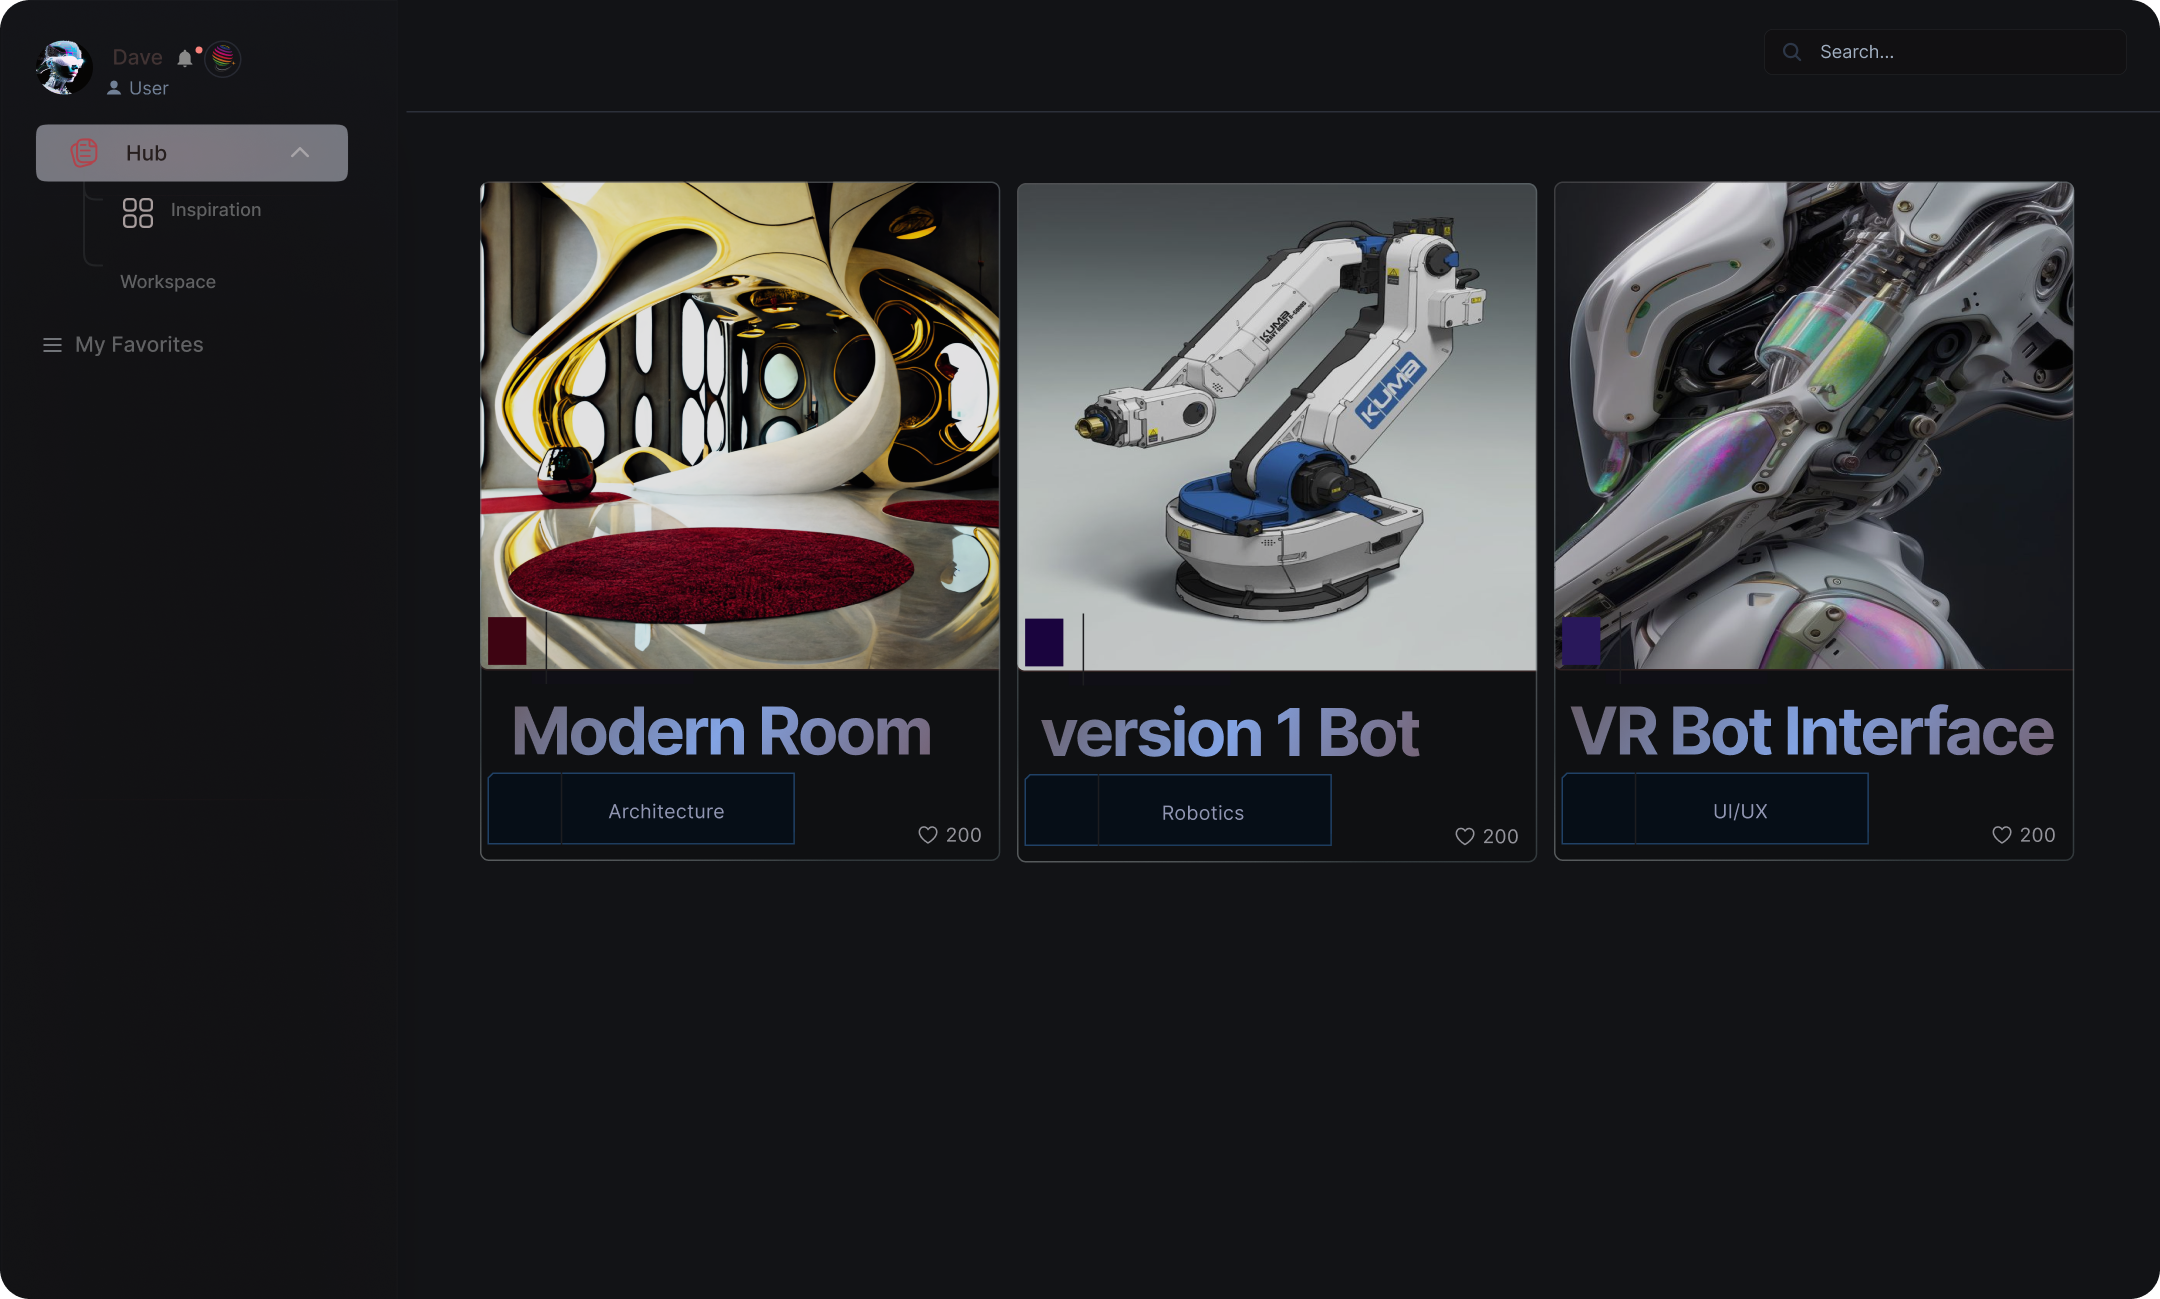 Dave
User
Search...
Hub
Inspiration
Workspace
My Favorites
KUMA
KUMA
Modern Room
Architecture
200
version 1 Bot
Robotics
200
VR Bot Interface
UI/UX
200